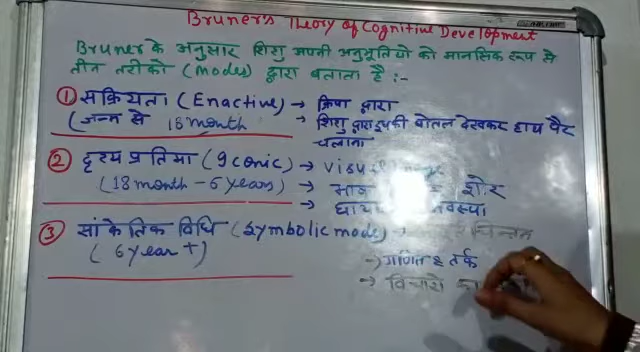 Bruner's Theory of Cognitive Development
Bruner के अनुसार शिशु अपनी अनुभूतियो को मानसिक रूप से
तीन तरीको (modes) द्वारा बताता है :-
① सक्रियता (Enactive) → क्रिया द्वारा
(जन्म से 18 month → शिशु द्वारा दूधकी बोतल देखकर हाथ पैर
चलाना
② दृश्य प्रतिमा (Iconic) → visual
(18 month - 6 years) → शोर
→
③ सांकेतिक विधि (Symbolic mode) → चिन्तन
(6 year +) → गणित व तर्क
→ विचारो